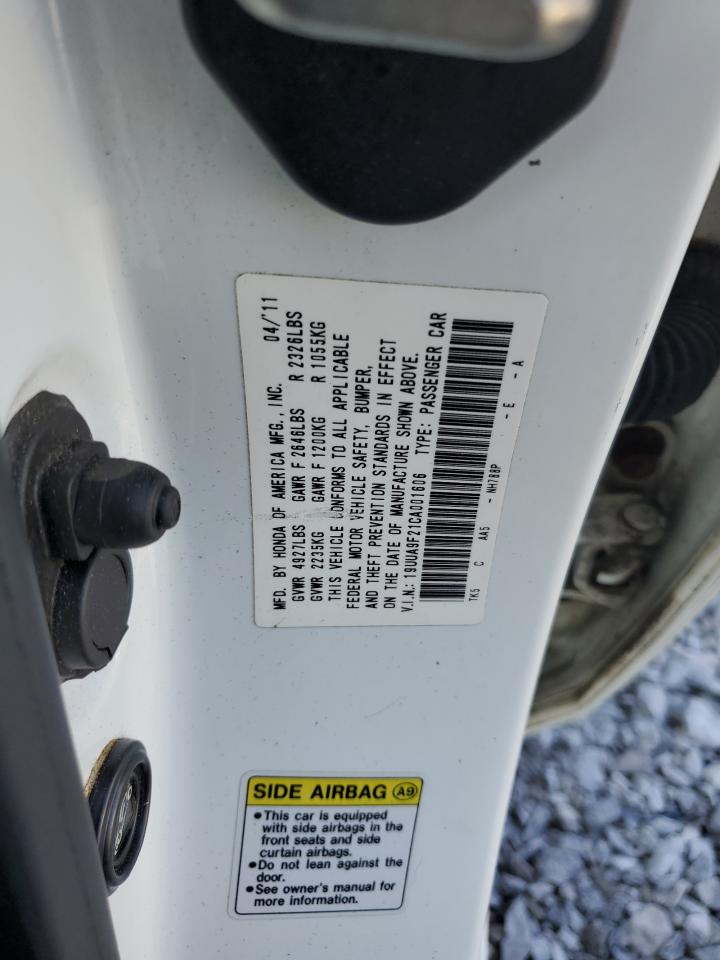 MFD. BY HONDA OF AMERICA MFG., INC. 04/'11
GVWR 4927LBS GAWR F 2646LBS R 2326LBS
GVWR 2235KG GAWR F 1200KG R 1055KG
THIS VEHICLE CONFORMS TO ALL APPLICABLE
FEDERAL MOTOR VEHICLE SAFETY, BUMPER,
AND THEFT PREVENTION STANDARDS IN EFFECT
ON THE DATE OF MANUFACTURE SHOWN ABOVE.
V.I.N.: 19UUA9F21CA001606 TYPE: PASSENGER CAR
TK5 C AA5 - NH788P - E - A
SIDE AIRBAG A9
•This car is equipped
with side airbags in the
front seats and side
curtain airbags.
•Do not lean against the
door.
•See owner's manual for
more information.